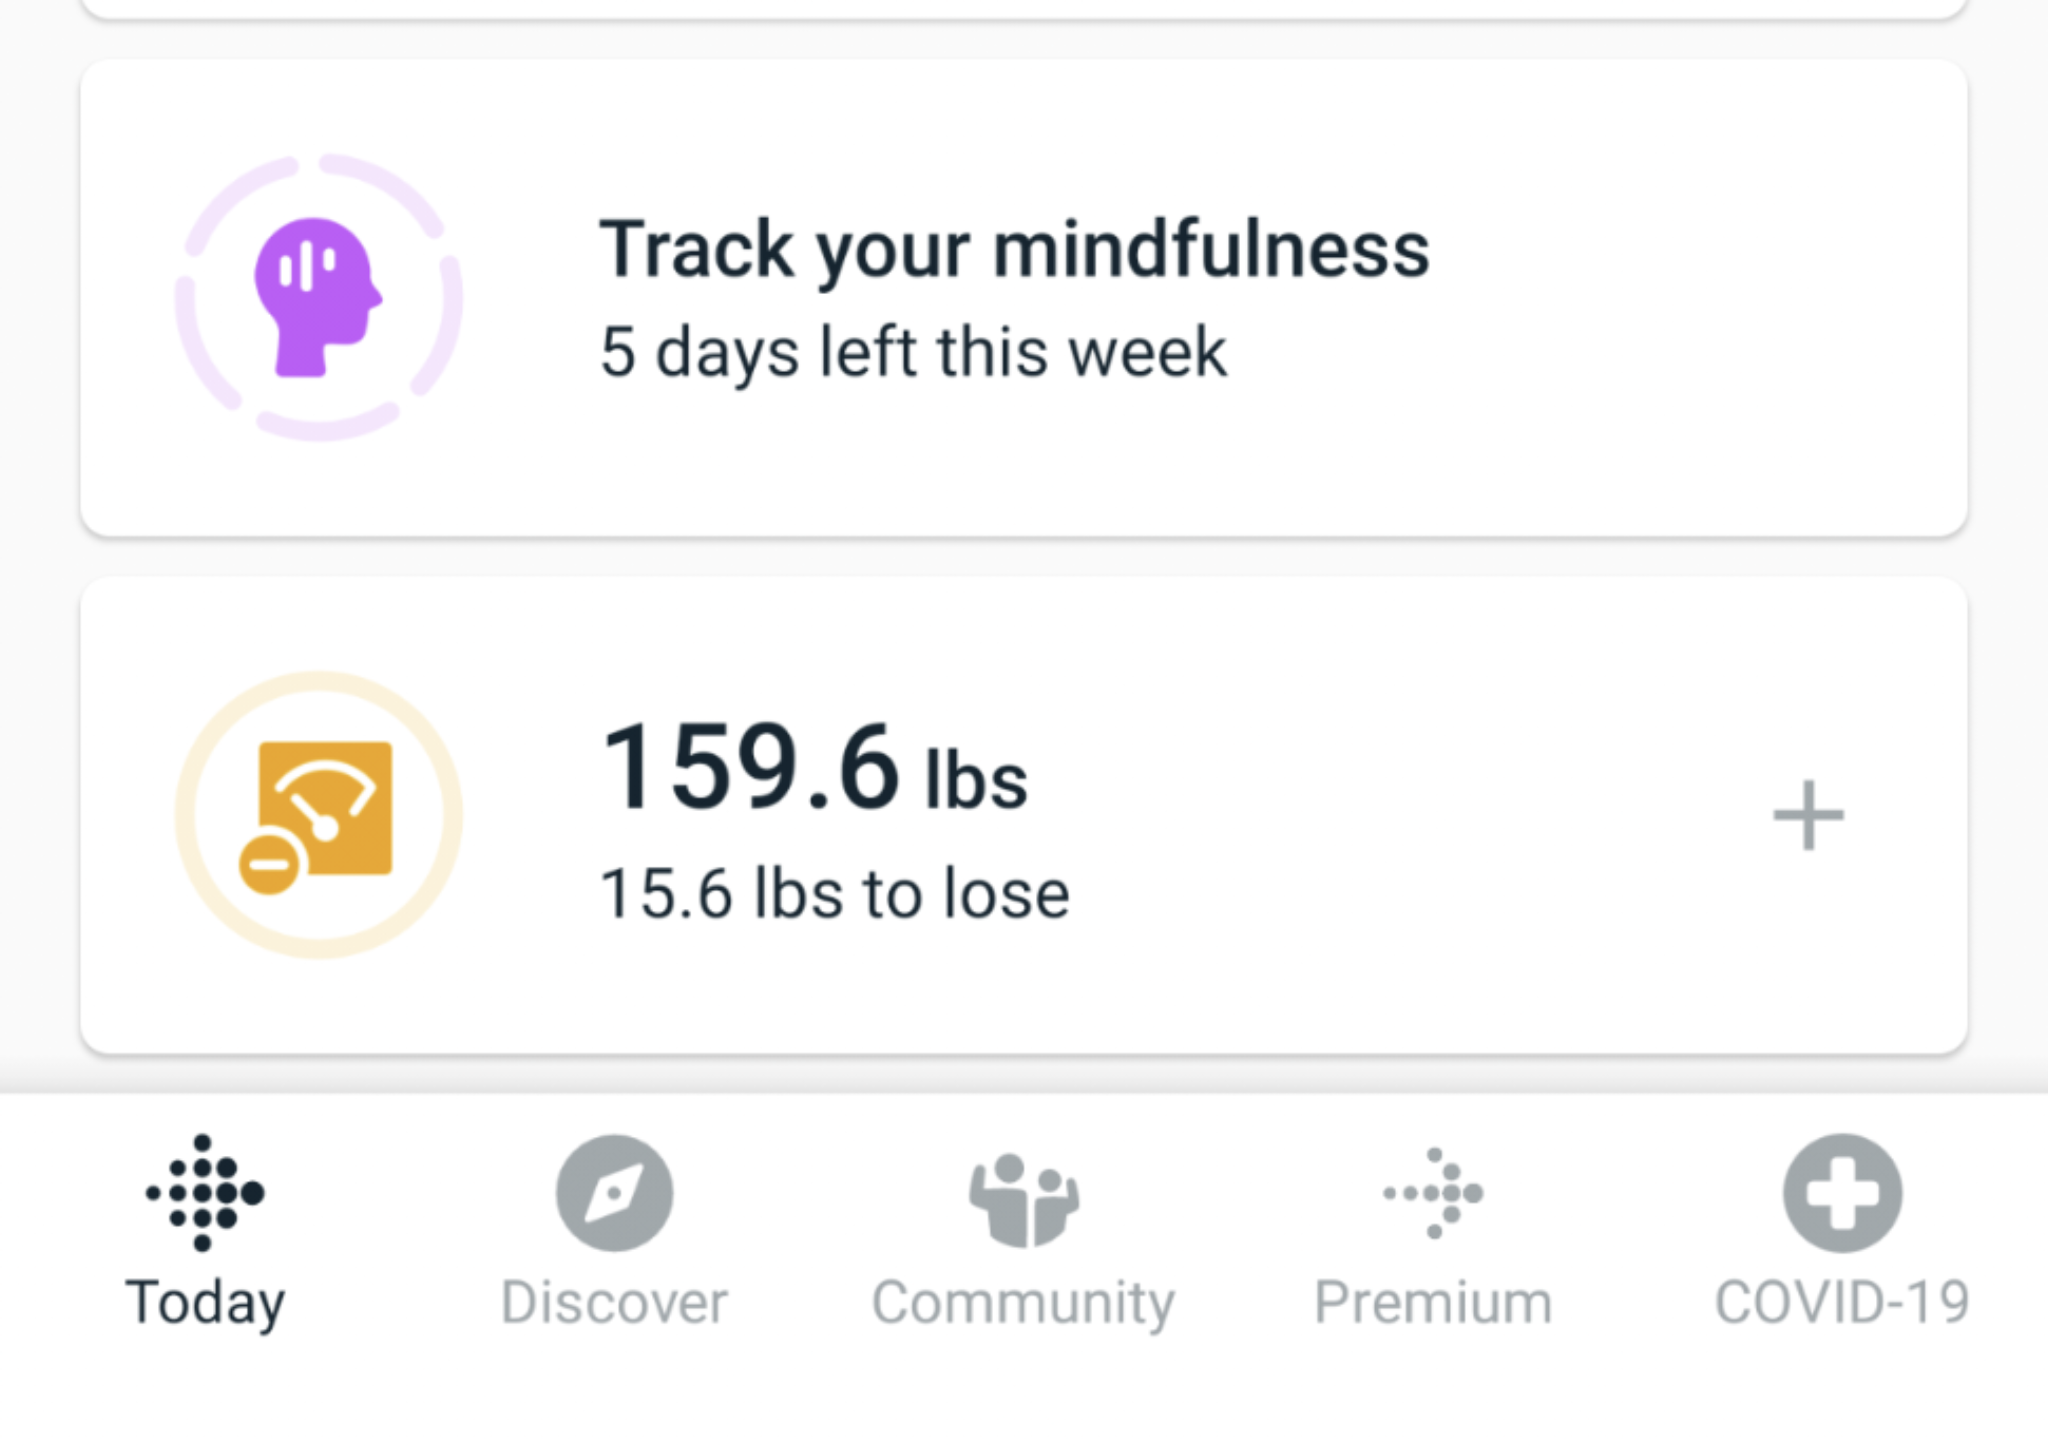 Track your mindfulness
5 days left this week
159.6 lbs
15.6 lbs to lose
Today
Discover
Community
Premium
COVID-19